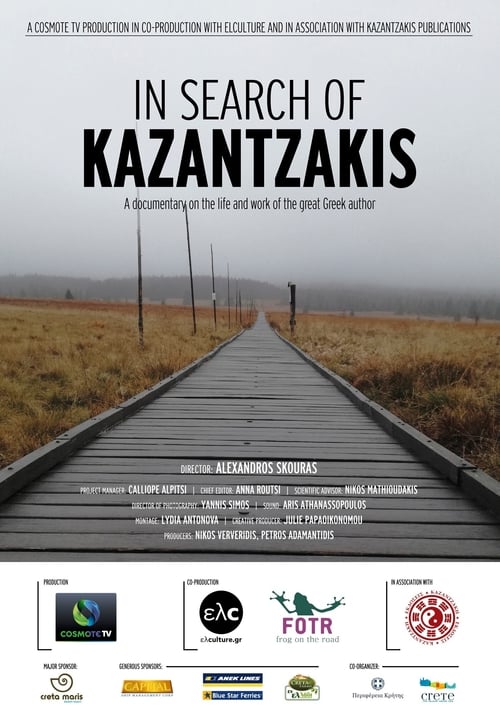 A COSMOTE TV PRODUCTION IN CO-PRODUCTION WITH ELCULTURE AND IN ASSOCIATION WITH KAZANTZAKIS PUBLICATIONS
IN SEARCH OF
KAZANTZAKIS
A documentary on the life and work of the great Greek author
DIRECTOR: ALEXANDROS SKOURAS
PROJECT MANAGER: CALLIOPE ALPITSI | CHIEF EDITOR: ANNA ROUTSI | SCIENTIFIC ADVISOR: NIKOS MATHIOUDAKIS
DIRECTOR OF PHOTOGRAPHY: YANNIS SIMOS | SOUND: ARIS ATHANASSOPOULOS
MONTAGE: LYDIA ANTONOVA | CREATIVE PRODUCER: JULIE PAPAOIKONOMOU
PRODUCERS: NIKOS VERVERIDIS, PETROS ADAMANTIDIS
PRODUCTION
COSMOTE TV
CO-PRODUCTION
ελc
ελculture.gr
FOTR
frog on the road
IN ASSOCIATION WITH
MAJOR SPONSOR:
creta maris
GENEROUS SPONSORS:
CAPITAL
SHIP MANAGEMENT CORP
ANEK LINES
Blue Star Ferries
CO-ORGANIZER:
Περιφέρεια Κρήτης
crete